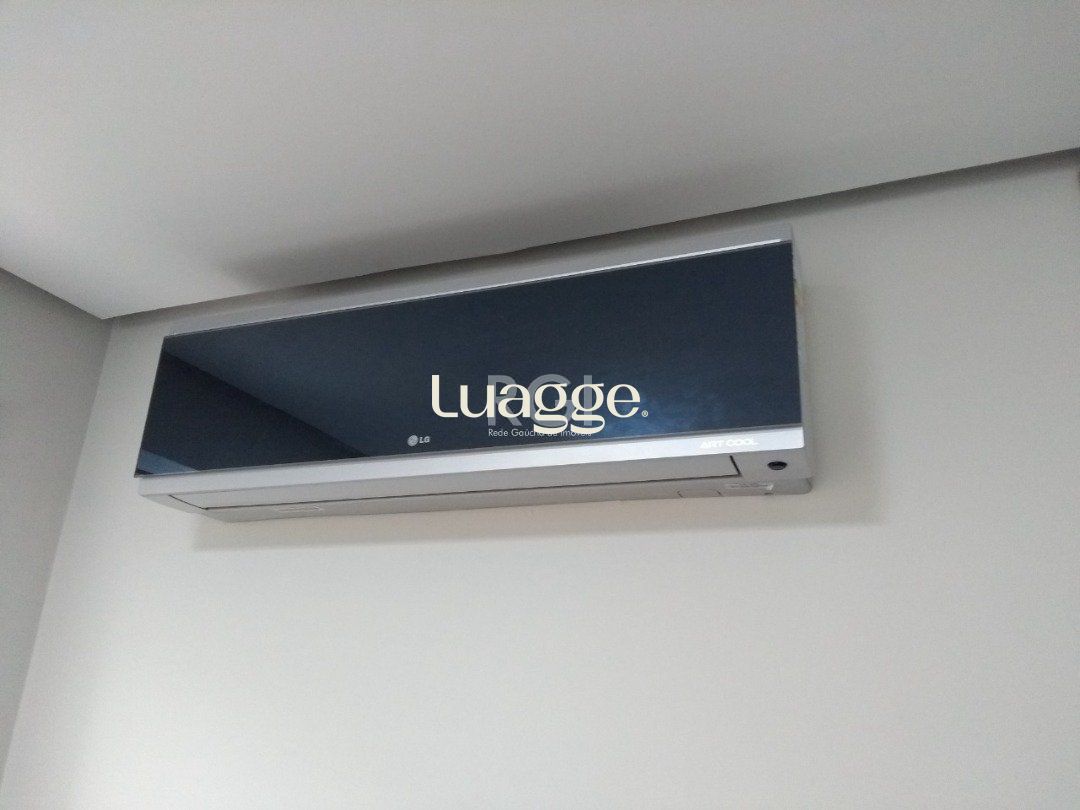 RGI
Luagge®
Rede Gaúcha de Imóveis
LG
ART COOL